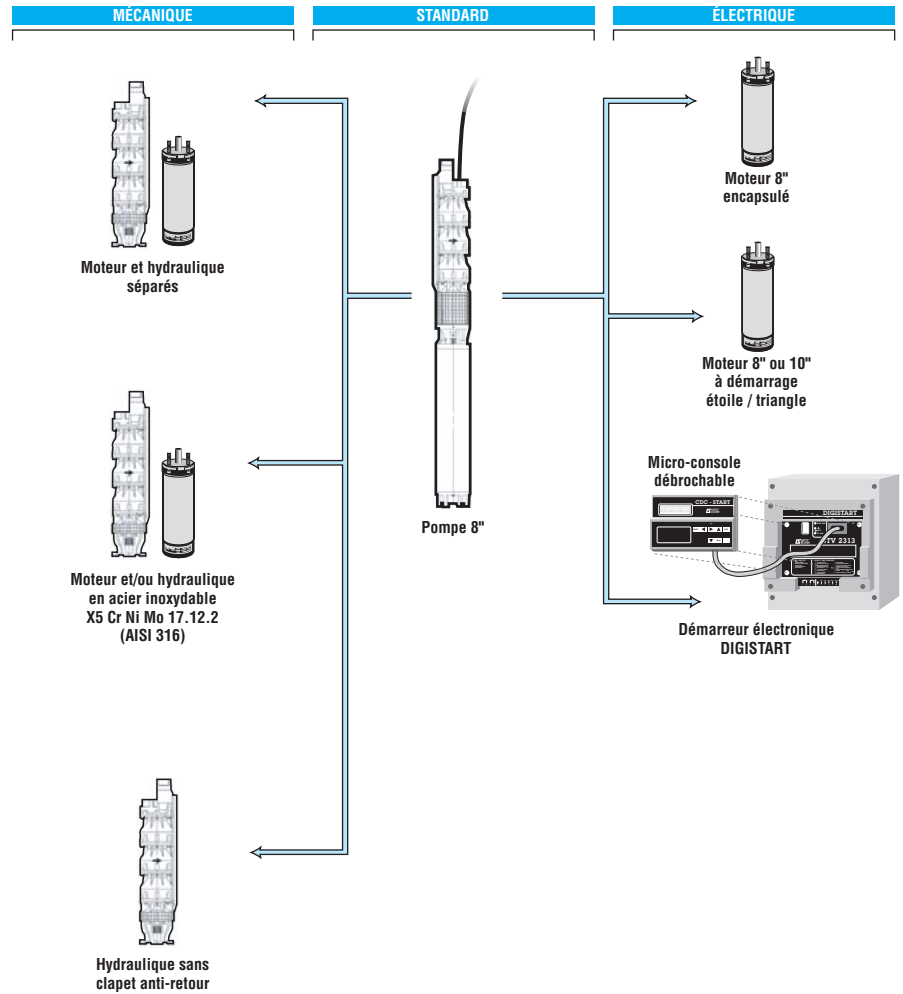 MÉCANIQUE
STANDARD
ÉLECTRIQUE
Moteur et hydraulique
séparés
Moteur et/ou hydraulique
en acier inoxydable
X5 Cr Ni Mo 17.12.2
(AISI 316)
Hydraulique sans
clapet anti-retour
Pompe 8"
Moteur 8"
encapsulé
Moteur 8" ou 10"
à démarrage
étoile / triangle
Micro-console
débrochable
CDC - START
DIGISTART
TV 2313
Démarreur électronique
DIGISTART